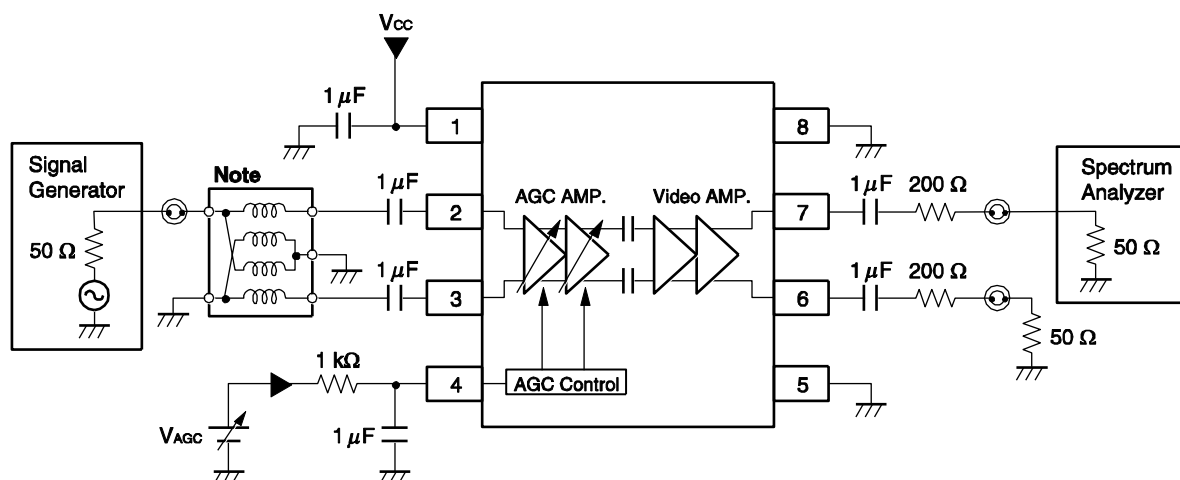 VCC
1 μF
1
8
Signal
Generator
Note
1 μF
AGC AMP.
Video AMP.
1 μF
200 Ω
Spectrum
Analyzer
2
7
50 Ω
50 Ω
1 μF
1 μF
200 Ω
3
6
50 Ω
1 kΩ
4
AGC Control
5
VAGC
1 μF